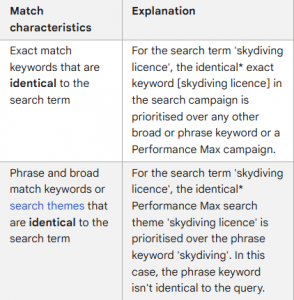 Match
characteristics
Explanation
Exact match
keywords that are
identical to the
search term
For the search term 'skydiving
licence', the identical* exact
keyword [skydiving licence] in
the search campaign is
prioritised over any other
broad or phrase keyword or a
Performance Max campaign.
Phrase and broad
match keywords or
search themes that
are identical to the
search term
For the search term 'skydiving
licence', the identical*
Performance Max search
theme 'skydiving licence' is
prioritised over the phrase
keyword 'skydiving'. In this
case, the phrase keyword
isn't identical to the query.